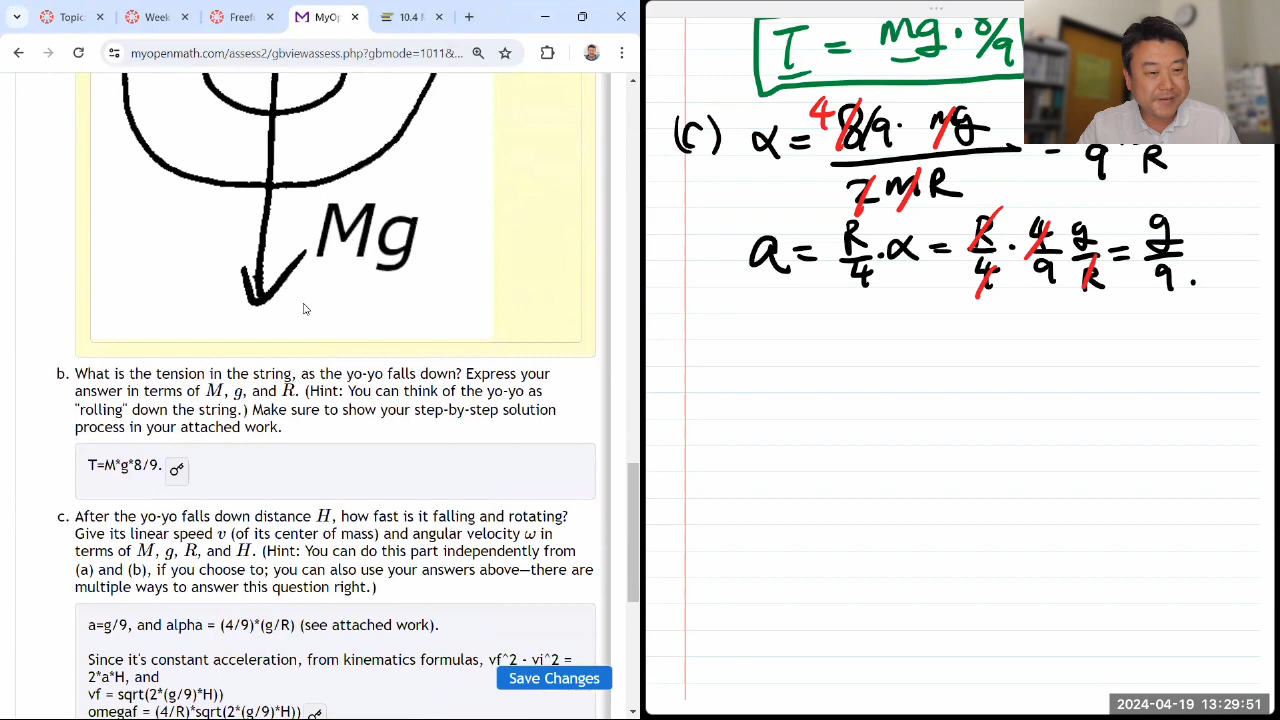 Topic
Week
Freef
MyOp
10.4 F
myopenmath.com/assess2/gbviewassess.php?gbmode=1011&...
Mg
b. What is the tension in the string, as the yo-yo falls down? Express your
answer in terms of M, g, and R. (Hint: You can think of the yo-yo as
"rolling" down the string.) Make sure to show your step-by-step solution
process in your attached work.
T=M*g*8/9.
c. After the yo-yo falls down distance H, how fast is it falling and rotating?
Give its linear speed v (of its center of mass) and angular velocity ω in
terms of M, g, R, and H. (Hint: You can do this part independently from
(a) and (b), if you choose to; you can also use your answers above—there are
multiple ways to answer this question right.)
a=g/9, and alpha = (4/9)*(g/R) (see attached work).
Since it's constant acceleration, from kinematics formulas, vf^2 - vi^2 =
2*a*H, and
vf = sqrt(2*(g/9)*H))
omegaf = (4/R)*sqrt(2*(g/9)*H))
Save Changes
T = Mg · 8/9
(c) α = 4 8/9 · Mg / 2 M R = 9 R
a = R/4 · α = R/4 · 4/9 g/R = g/9 .
2024-04-19 13:29:51